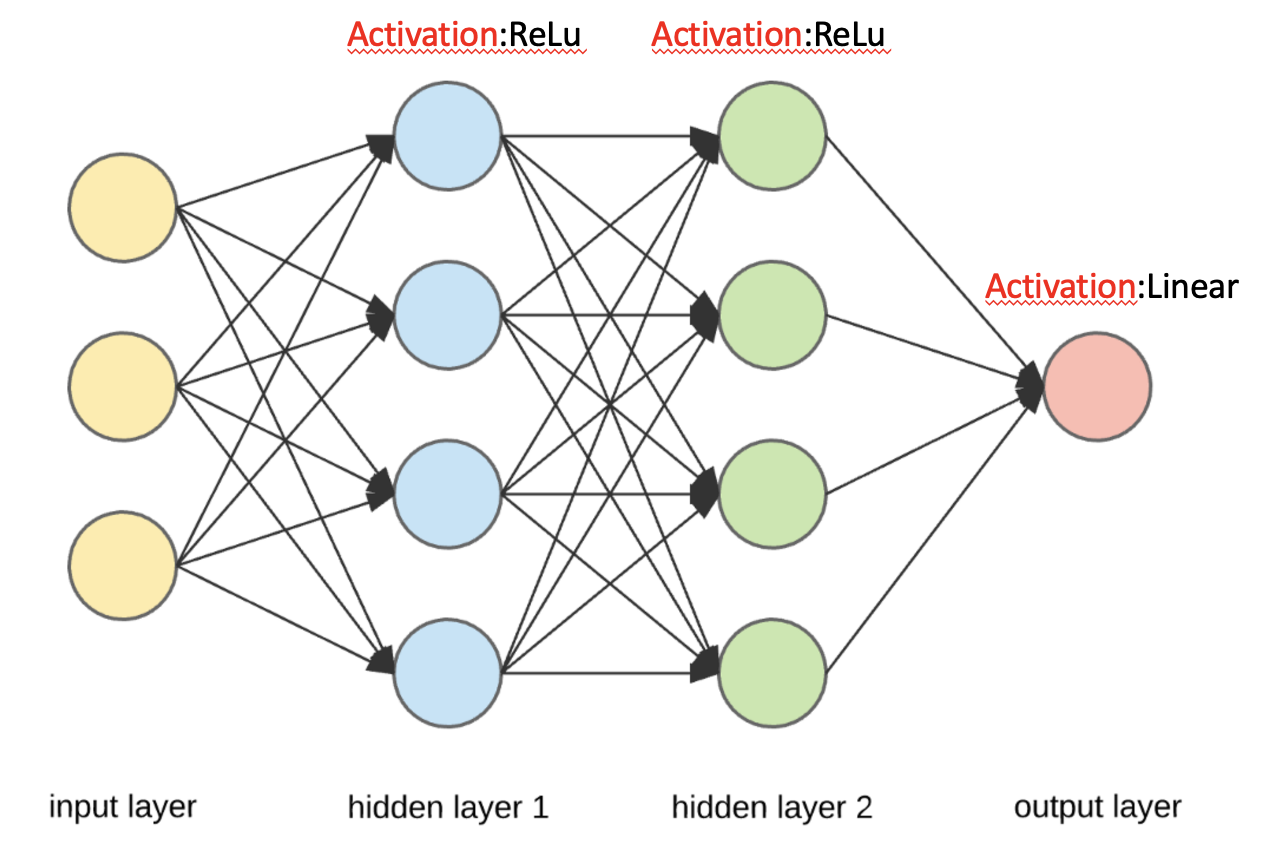 Activation:ReLu
Activation:ReLu
Activation:Linear
input layer
hidden layer 1
hidden layer 2
output layer